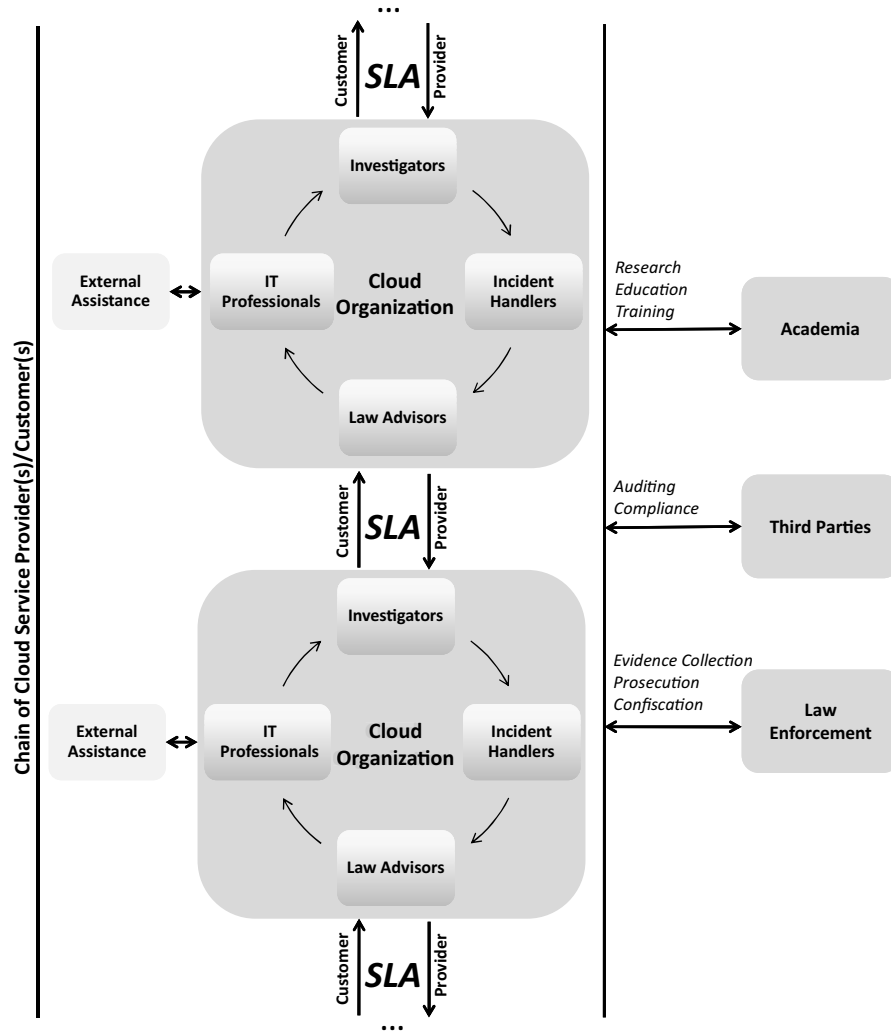 ...
Customer
SLA
Provider
Investigators
IT
Professionals
Cloud
Organization
Incident
Handlers
Law Advisors
External
Assistance
Customer
SLA
Provider
Investigators
IT
Professionals
Cloud
Organization
Incident
Handlers
Law Advisors
External
Assistance
Customer
SLA
Provider
...
Chain of Cloud Service Provider(s)/Customer(s)
Research
Education
Training
Academia
Auditing
Compliance
Third Parties
Evidence Collection
Prosecution
Confiscation
Law
Enforcement